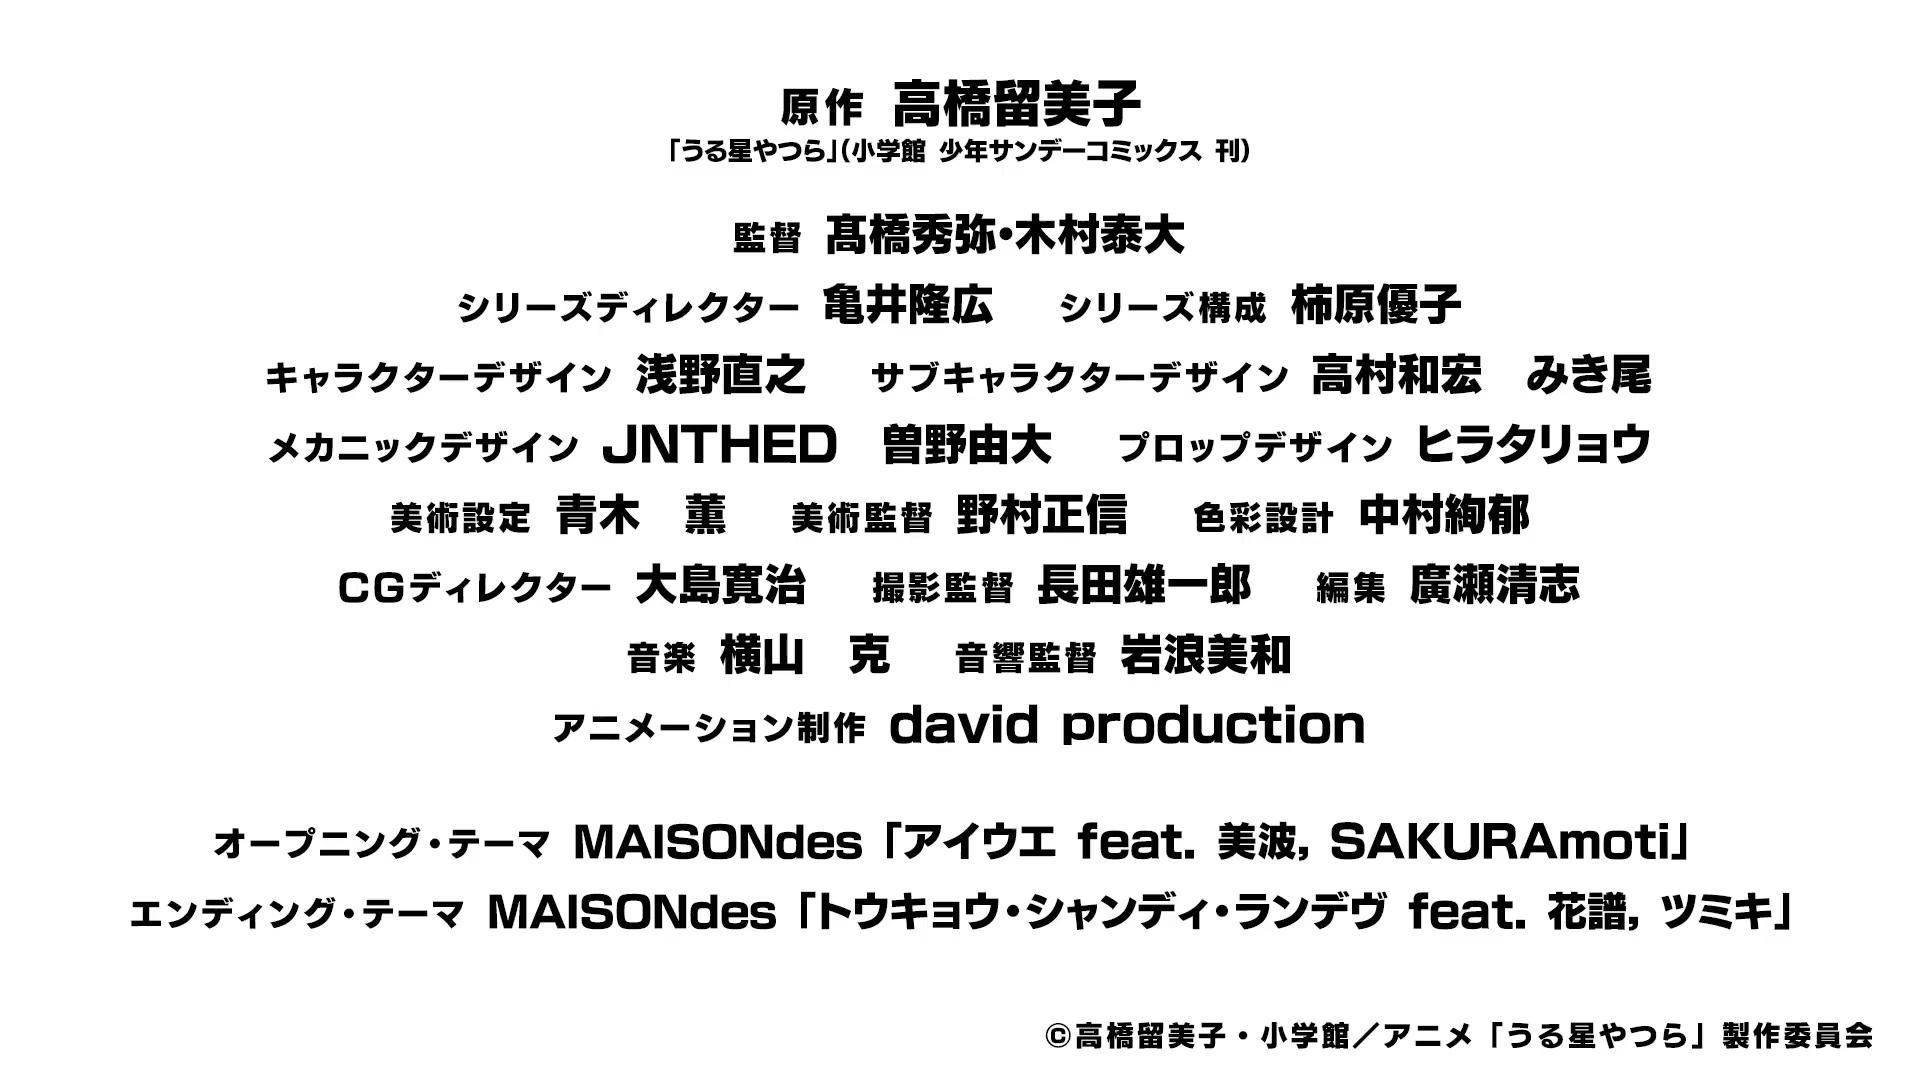 原作 高橋留美子
「うる星やつら」（小学館 少年サンデーコミックス 刊）
監督 髙橋秀弥・木村泰大
シリーズディレクター 亀井隆広 シリーズ構成 柿原優子
キャラクターデザイン 浅野直之 サブキャラクターデザイン 高村和宏 みき尾
メカニックデザイン JNTHED 曽野由大 プロップデザイン ヒラタリョウ
美術設定 青木 薫 美術監督 野村正信 色彩設計 中村絢郁
CGディレクター 大島寛治 撮影監督 長田雄一郎 編集 廣瀬清志
音楽 横山 克 音響監督 岩浪美和
アニメーション制作 david production
オープニング・テーマ MAISONdes「アイウエ feat. 美波, SAKURAmoti」
エンディング・テーマ MAISONdes「トウキョウ・シャンディ・ランデヴ feat. 花譜, ツミキ」
©高橋留美子・小学館／アニメ「うる星やつら」製作委員会